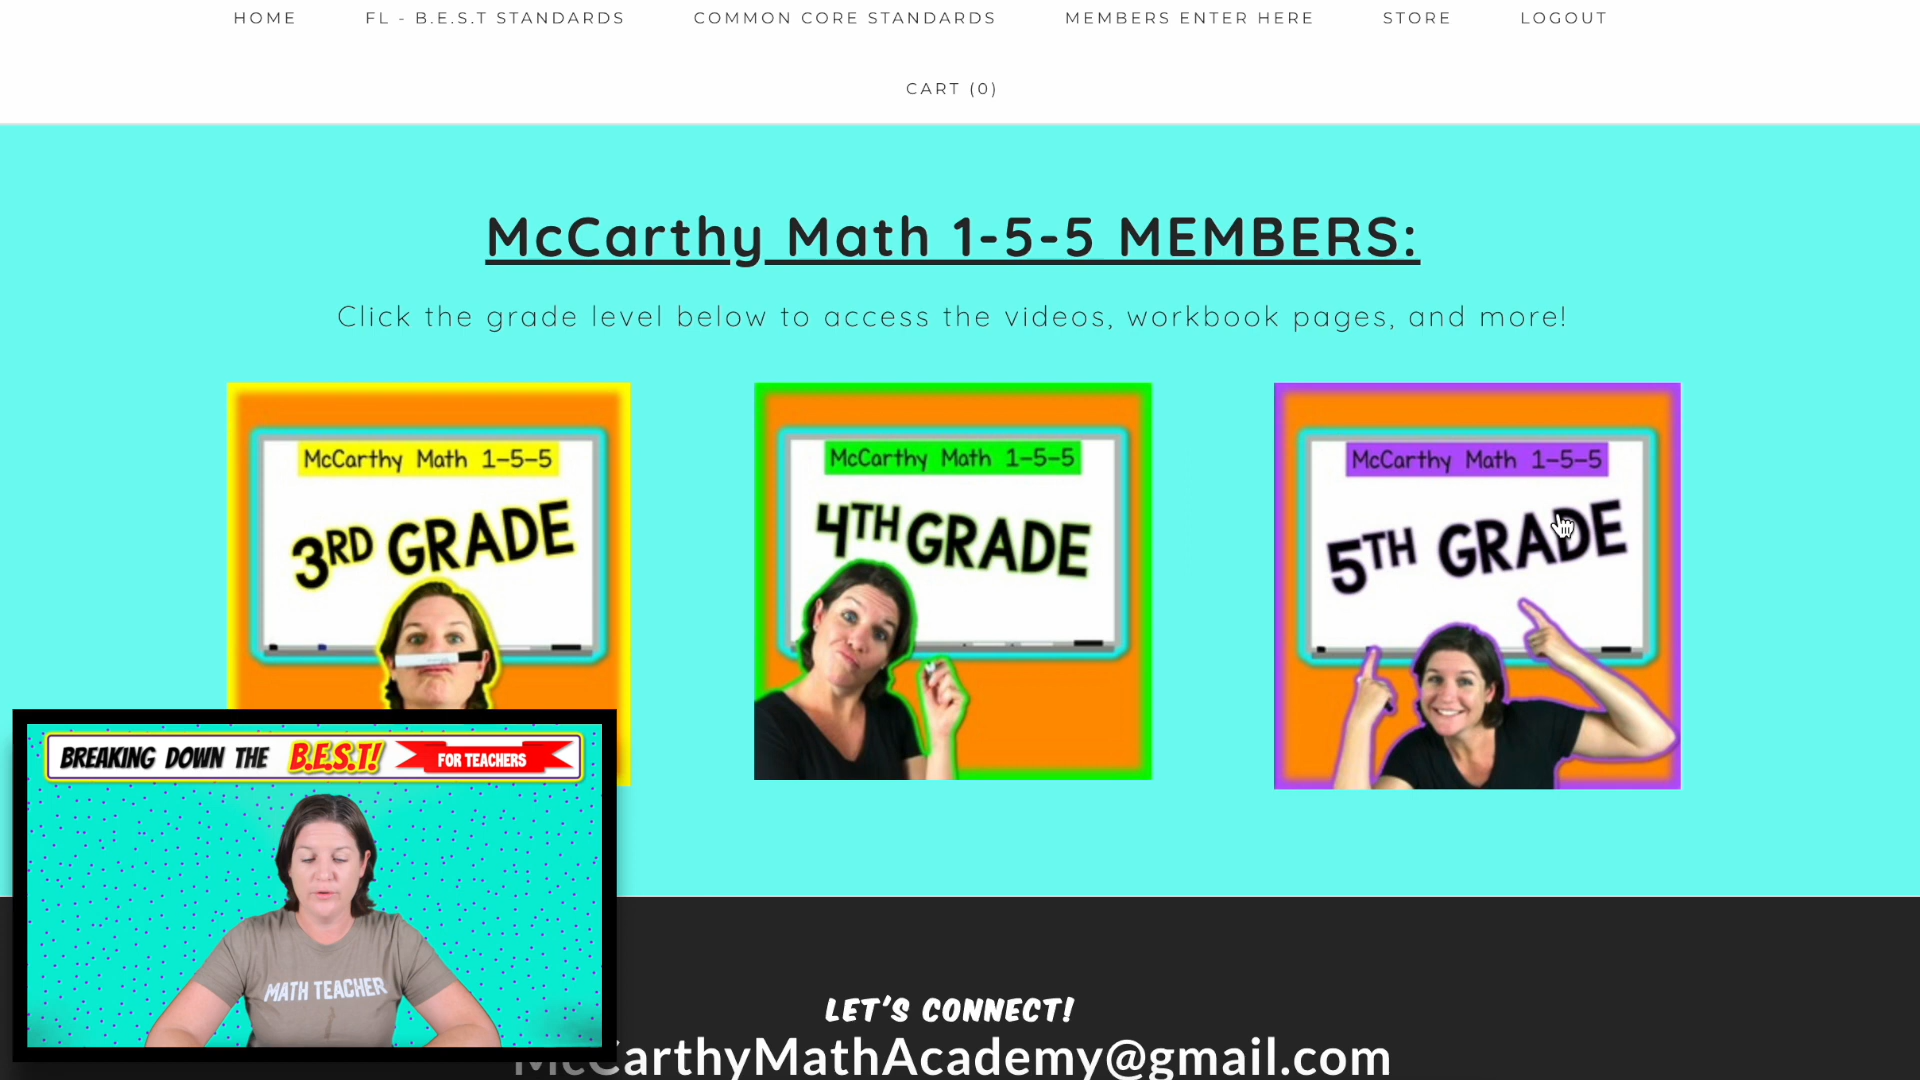 HOME FL - B.E.S.T STANDARDS COMMON CORE STANDARDS MEMBERS ENTER HERE STORE LOGOUT
CART (0)
McCarthy Math 1-5-5 MEMBERS:
Click the grade level below to access the videos, workbook pages, and more!
McCarthy Math 1-5-5
3RD GRADE
McCarthy Math 1-5-5
4TH GRADE
McCarthy Math 1-5-5
5TH GRADE
BREAKING DOWN THE B.E.S.T! FOR TEACHERS
MATH TEACHER
LET'S CONNECT!
McCarthyMathAcademy@gmail.com